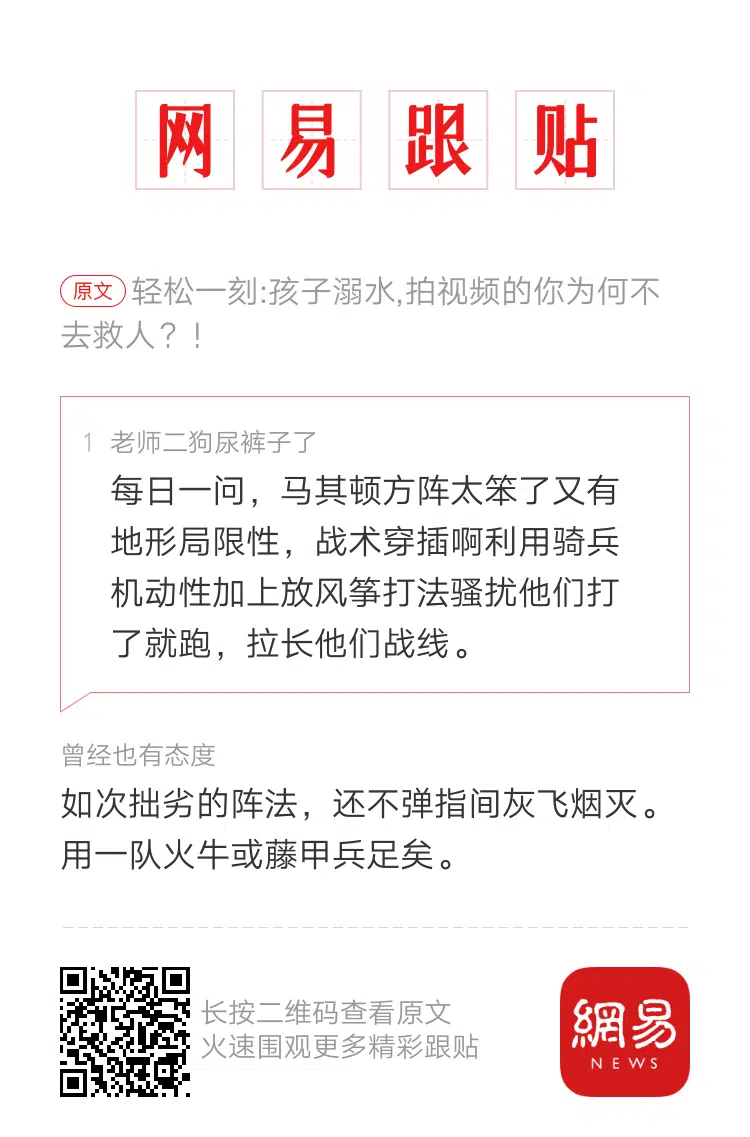 网易跟贴
原文 轻松一刻:孩子溺水,拍视频的你为何不
去救人？！
1 老师二狗尿裤子了
每日一问，马其顿方阵太笨了又有
地形局限性，战术穿插啊利用骑兵
机动性加上放风筝打法骚扰他们打
了就跑，拉长他们战线。
曾经也有态度
如次拙劣的阵法，还不弹指间灰飞烟灭。
用一队火牛或藤甲兵足矣。
长按二维码查看原文
火速围观更多精彩跟贴
網易
NEWS